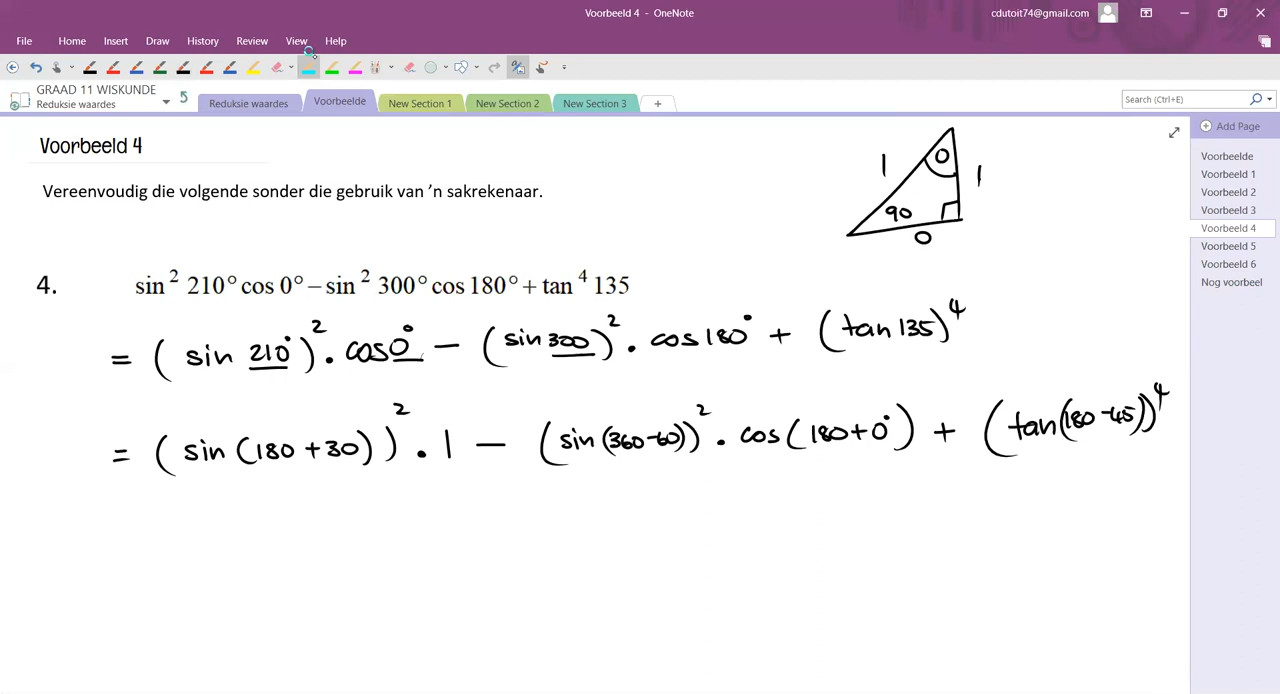 Voorbeeld 4 - OneNote
cdutoit74@gmail.com
File Home Insert Draw History Review View Help
GRAAD 11 WISKUNDE
Reduksie waardes
Reduksie waardes Voorbeelde New Section 1 New Section 2 New Section 3 +
Search (Ctrl+E)
Add Page
Voorbeelde
Voorbeeld 1
Voorbeeld 2
Voorbeeld 3
Voorbeeld 4
Voorbeeld 5
Voorbeeld 6
Nog voorbeel
Voorbeeld 4
Vereenvoudig die volgende sonder die gebruik van ’n sakrekenaar.
1 0 1
90
0
4. sin² 210° cos 0° – sin² 300° cos 180° + tan⁴ 135
= (sin 210°)² . cos 0° – (sin 300)² . cos 180° + (tan 135)⁴
= (sin (180 + 30))² . 1 – (sin (360-60))² . cos (180 + 0°) + (tan (180 -45))⁴